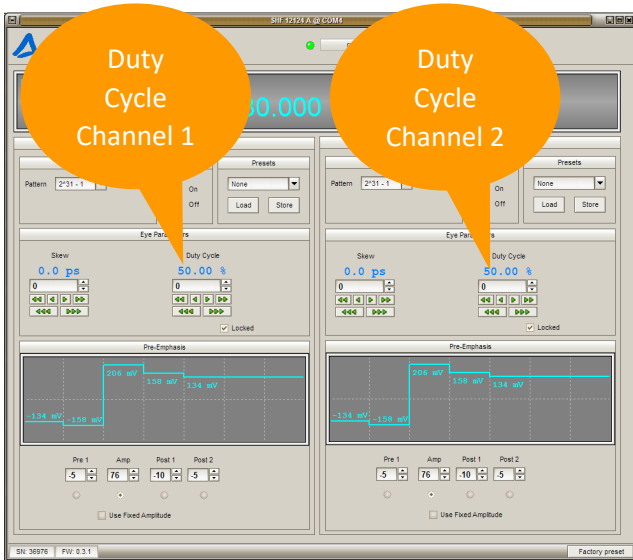 SHF 12124 A @ COM4
Duty
Cycle
Channel 1
Duty
Cycle
Channel 2
Presets
Pattern 2^31 - 1
On
Off
None
Load Store
Presets
Pattern 2^31 - 1
On
Off
None
Load Store
Eye Parameters
Skew Duty Cycle
0.0 ps 50.00 %
0 0
Locked
Eye Parameters
Skew Duty Cycle
0.0 ps 50.00 %
0 0
Locked
Pre-Emphasis
-134 mV -158 mV 206 mV 158 mV 134 mV
Pre 1 Amp Post 1 Post 2
-5 76 -10 -5
Use Fixed Amplitude
Pre-Emphasis
-134 mV -158 mV 206 mV 158 mV 134 mV
Pre 1 Amp Post 1 Post 2
-5 76 -10 -5
Use Fixed Amplitude
SN: 36976 FW: 0.3.1 Factory preset